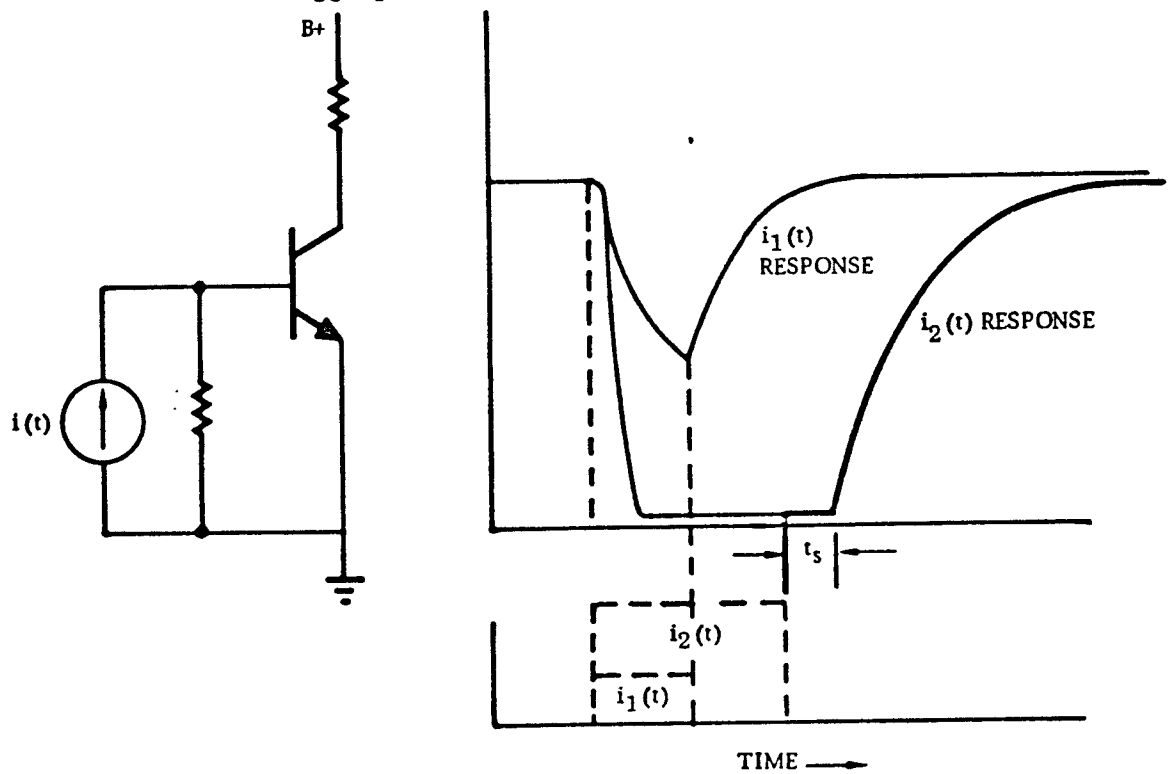 B+
i(t)
i1(t)
RESPONSE
i2(t) RESPONSE
ts
i2(t)
i1(t)
TIME